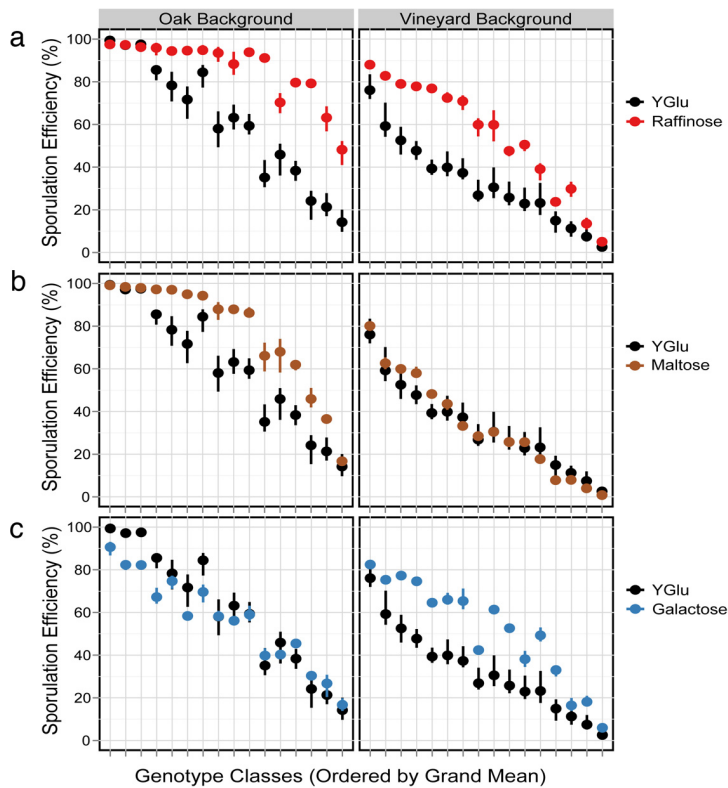 Oak Background Vineyard Background
a
Sporulation Efficiency (%)
100
80
60
40
20
0
YGlu
Raffinose
b
Sporulation Efficiency (%)
100
80
60
40
20
0
YGlu
Maltose
c
Sporulation Efficiency (%)
100
80
60
40
20
0
YGlu
Galactose
Genotype Classes (Ordered by Grand Mean)